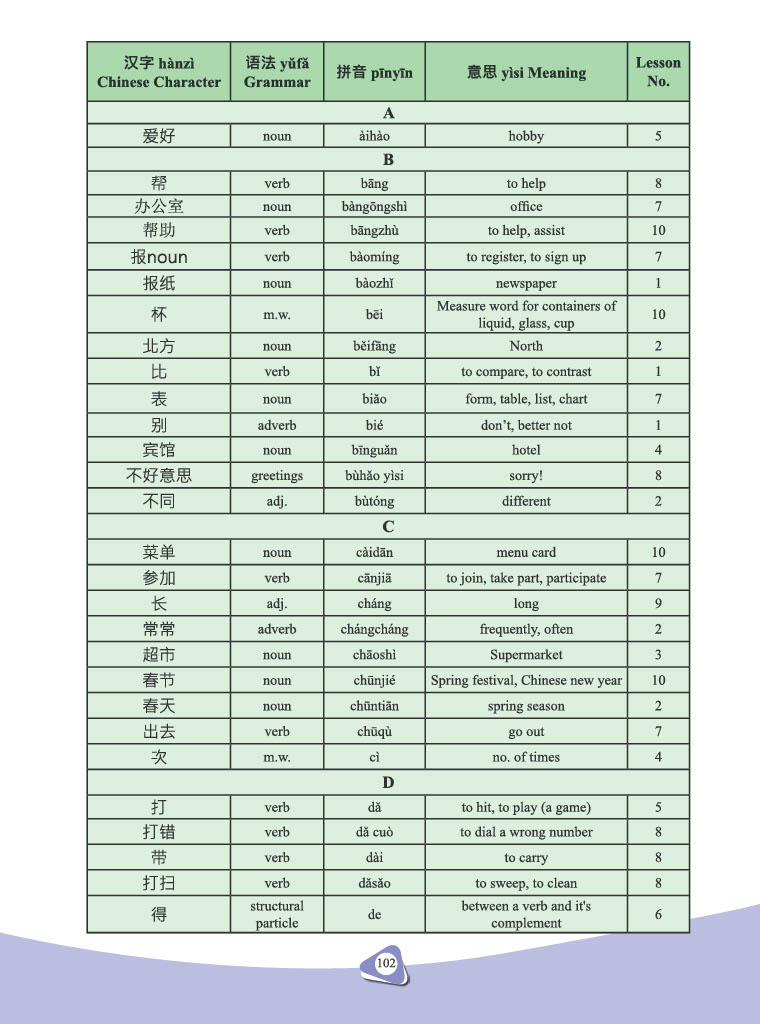 汉字 hànzì Chinese Character 语法 yǔfǎ Grammar 拼音 pīnyīn 意思 yìsi Meaning Lesson No.
A
爱好 noun àihào hobby 5
B
帮 verb bāng to help 8
办公室 noun bàngōngshì office 7
帮助 verb bāngzhù to help, assist 10
报noun verb bàomíng to register, to sign up 7
报纸 noun bàozhǐ newspaper 1
杯 m.w. bēi Measure word for containers of liquid, glass, cup 10
北方 noun běifāng North 2
比 verb bǐ to compare, to contrast 1
表 noun biǎo form, table, list, chart 7
别 adverb bié don't, better not 1
宾馆 noun bīnguǎn hotel 4
不好意思 greetings bùhǎo yìsi sorry! 8
不同 adj. bùtóng different 2
C
菜单 noun càidān menu card 10
参加 verb cānjiā to join, take part, participate 7
长 adj. cháng long 9
常常 adverb chángcháng frequently, often 2
超市 noun chāoshì Supermarket 3
春节 noun chūnjié Spring festival, Chinese new year 10
春天 noun chūntiān spring season 2
出去 verb chūqù go out 7
次 m.w. cì no. of times 4
D
打 verb dǎ to hit, to play (a game) 5
打错 verb dǎ cuò to dial a wrong number 8
带 verb dài to carry 8
打扫 verb dǎsǎo to sweep, to clean 8
得 structural particle de between a verb and it's complement 6
102